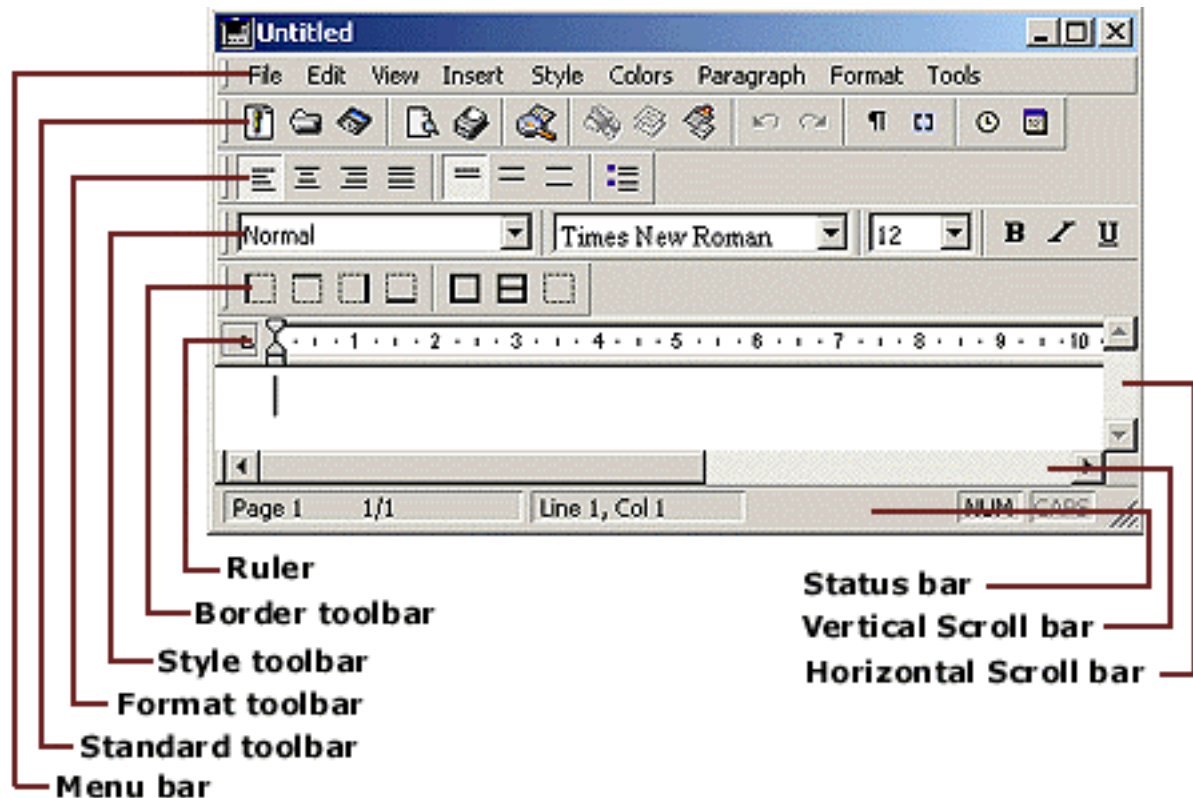 Untitled
File Edit View Insert Style Colors Paragraph Format Tools
Normal Times New Roman 12 B I U
1 2 3 4 5 6 7 8 9 10
Page 1 1/1 Line 1, Col 1 NUM CAPS
Ruler
Border toolbar
Style toolbar
Format toolbar
Standard toolbar
Menu bar
Status bar
Vertical Scroll bar
Horizontal Scroll bar